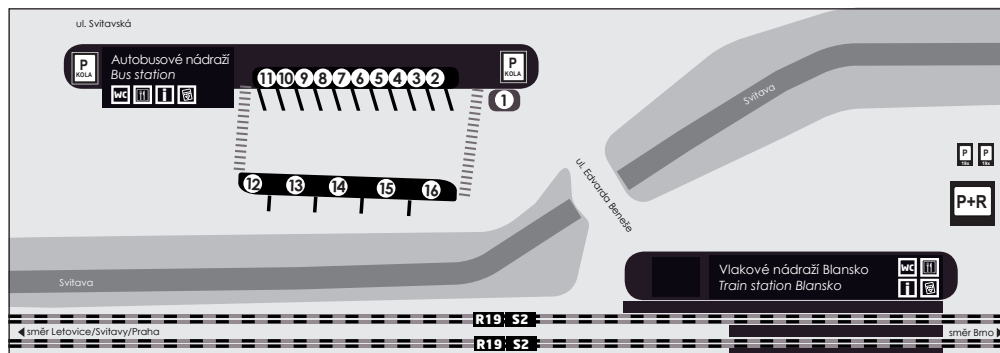 ul. Svitavská
P
KOLA
Autobusové nádraží
Bus station
WC
i
11 10 9 8 7 6 5 4 3 2
P
KOLA
1
12 13 14 15 16
Svitava
ul. Edvarda Beneše
P P
P+R
Svitava
Vlakové nádraží Blansko
Train station Blansko
WC
i
R19 S2
směr Letovice/Svitavy/Praha
směr Brno
R19 S2